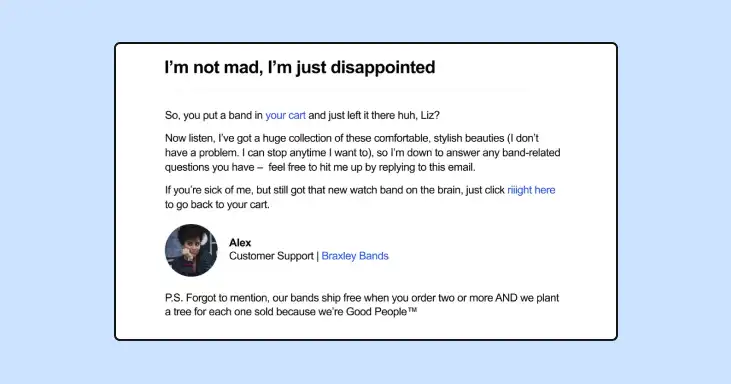 I’m not mad, I’m just disappointed
So, you put a band in your cart and just left it there huh, Liz?
Now listen, I’ve got a huge collection of these comfortable, stylish beauties (I don’t
have a problem. I can stop anytime I want to), so I’m down to answer any band-related
questions you have – feel free to hit me up by replying to this email.
If you’re sick of me, but still got that new watch band on the brain, just click riiight here
to go back to your cart.
Alex
Customer Support | Braxley Bands
P.S. Forgot to mention, our bands ship free when you order two or more AND we plant
a tree for each one sold because we’re Good People™